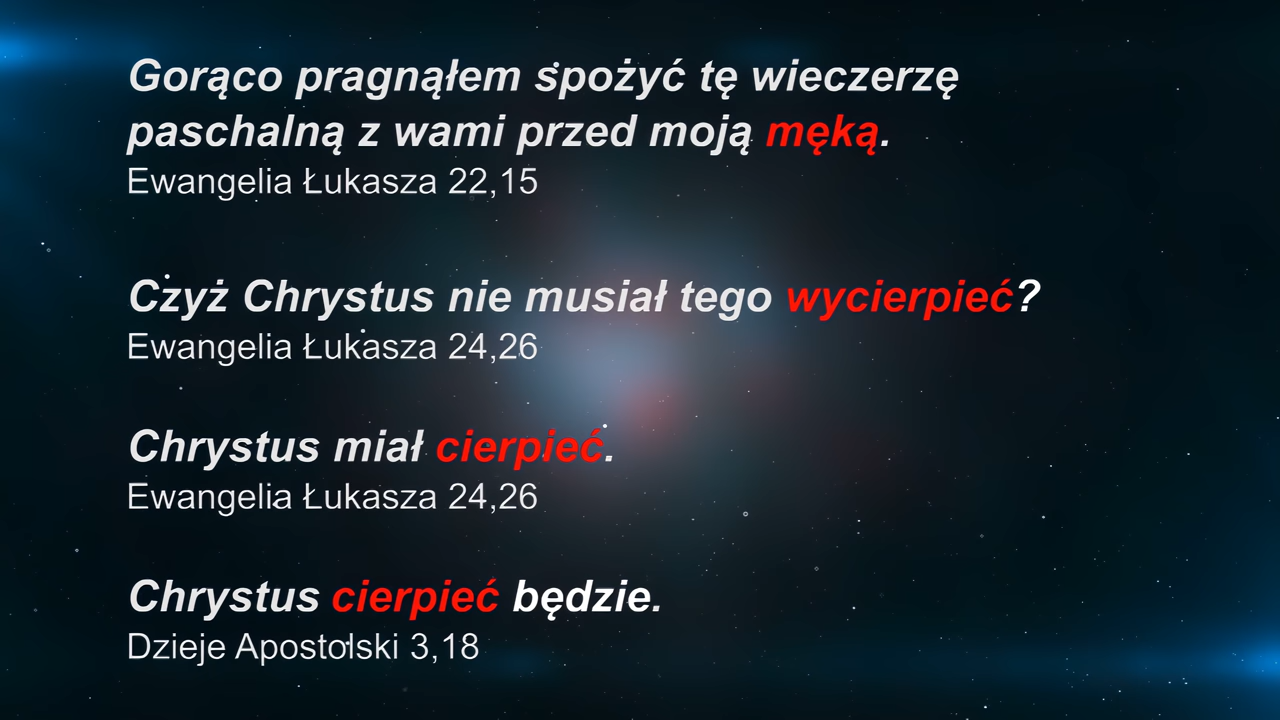 Gorąco pragnąłem spożyć tę wieczerzę
paschalną z wami przed moją męką.
Ewangelia Łukasza 22,15
Czyż Chrystus nie musiał tego wycierpieć?
Ewangelia Łukasza 24,26
Chrystus miał cierpieć.
Ewangelia Łukasza 24,26
Chrystus cierpieć będzie.
Dzieje Apostolski 3,18